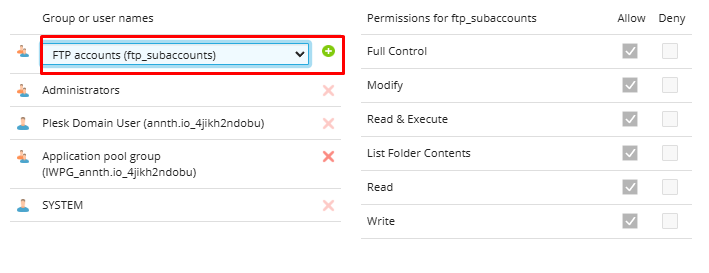 Group or user names
FTP accounts (ftp_subaccounts)
Administrators
Plesk Domain User (annth.io_4jikh2ndobu)
Application pool group
(IWPG_annth.io_4jikh2ndobu)
SYSTEM
Permissions for ftp_subaccounts Allow Deny
Full Control
Modify
Read & Execute
List Folder Contents
Read
Write